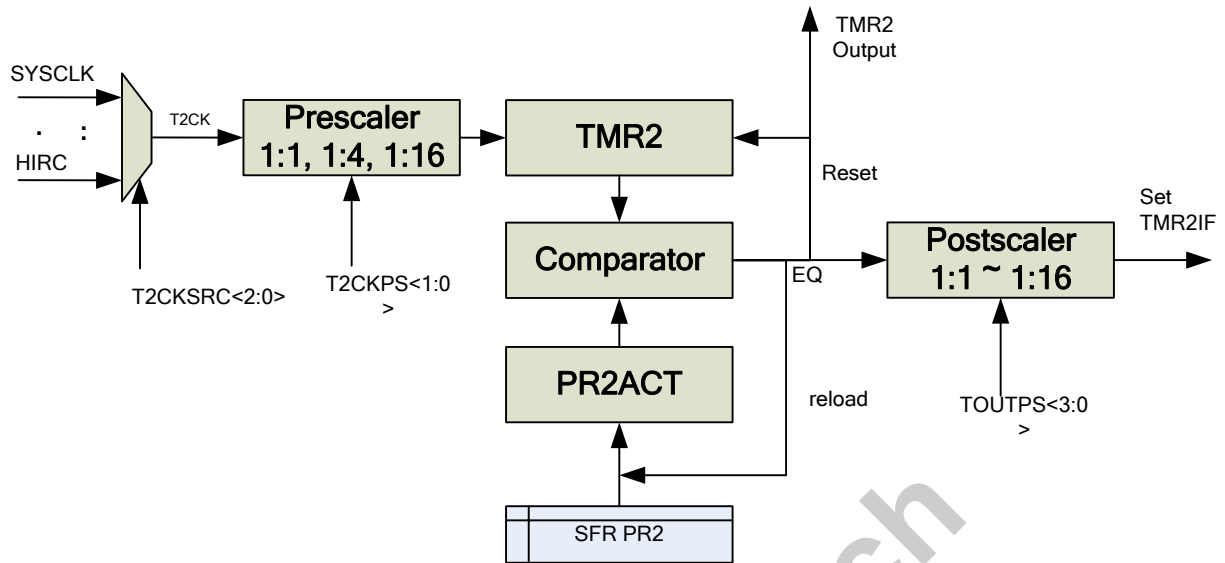 TMR2
Output
SYSCLK
. :
HIRC
T2CK
Prescaler
1:1, 1:4, 1:16
TMR2
Reset
Set
TMR2IF
Comparator
EQ
Postscaler
1:1 ~ 1:16
T2CKSRC<2:0>
T2CKPS<1:0
>
PR2ACT
reload
TOUTPS<3:0
>
SFR PR2
ch